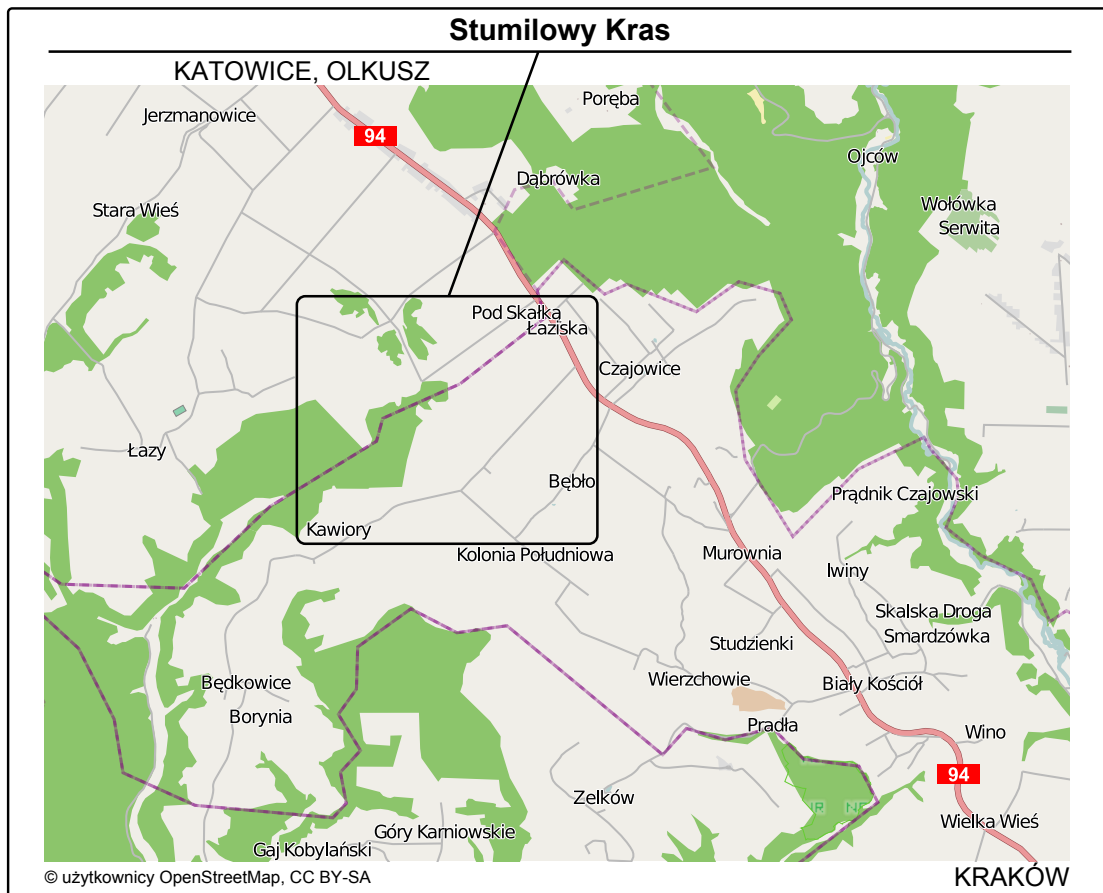 Stumilowy Kras
KATOWICE, OLKUSZ
Poręba
Jerzmanowice
94
Ojców
Dąbrówka
Wołówka
Serwita
Stara Wieś
Pod Skałką
Łaziska
Czajowice
Łazy
Bębło
Prądnik Czajowski
Kawiory
Kolonia Południowa
Murownia
Iwiny
Skalska Droga
Smardzówka
Studzienki
Wierzchowie
Biały Kościół
Będkowice
Borynia
Pradła
Wino
94
Zelków
Wielka Wieś
Góry Karniowskie
Gaj Kobylański
© użytkownicy OpenStreetMap, CC BY-SA
KRAKÓW